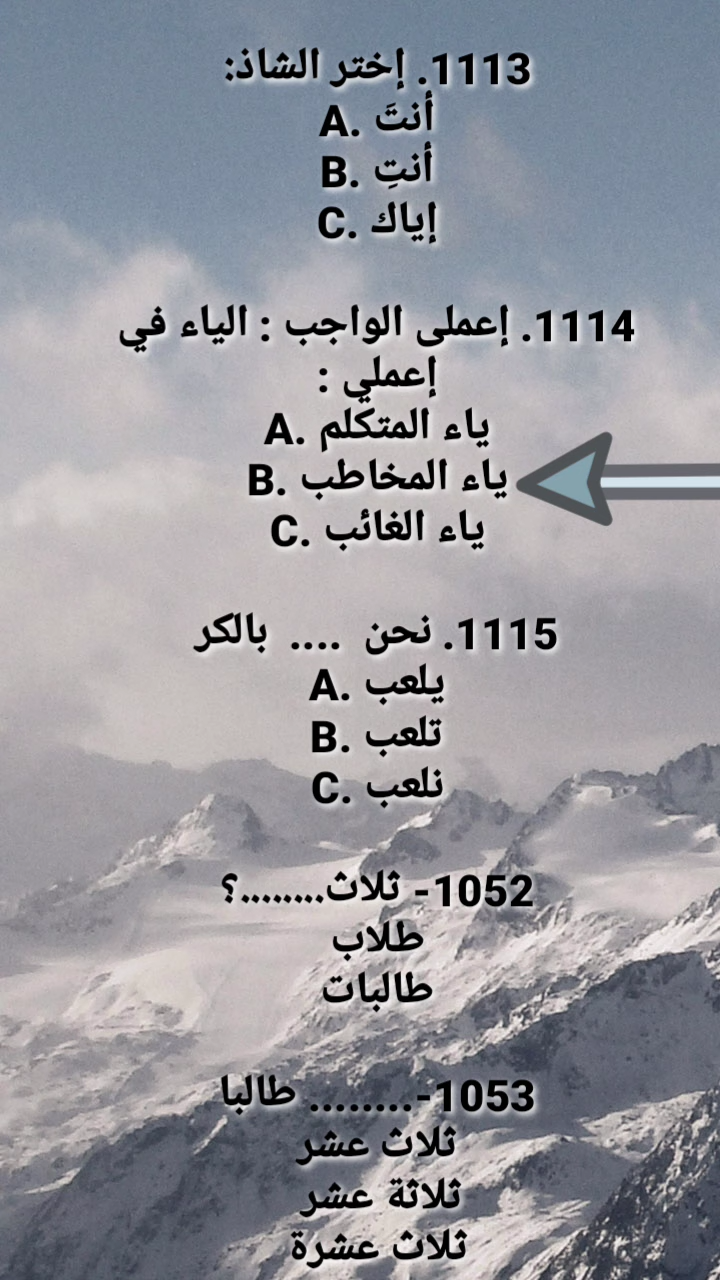 1113. إختر الشاذ:
A. أنتَ
B. أنتِ
C. إياك
1114. إعملى الواجب : الياء في
إعملي :
A. ياء المتكلم
B. ياء المخاطب
C. ياء الغائب
1115. نحن .... بالكر
A. يلعب
B. تلعب
C. نلعب
1052- ثلاث........؟
طلاب
طالبات
1053-........ طالبا
ثلاث عشر
ثلاثة عشر
ثلاث عشرة